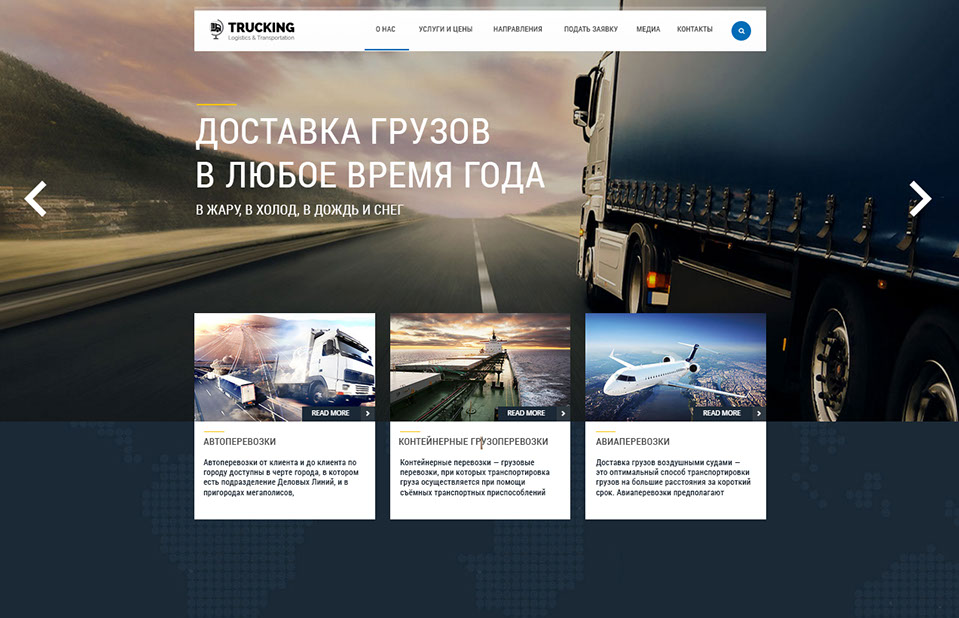 TRUCKING
Logistics & Transportation
О НАС
УСЛУГИ И ЦЕНЫ
НАПРАВЛЕНИЯ
ПОДАТЬ ЗАЯВКУ
МЕДИА
КОНТАКТЫ
ДОСТАВКА ГРУЗОВ
В ЛЮБОЕ ВРЕМЯ ГОДА
В ЖАРУ, В ХОЛОД, В ДОЖДЬ И СНЕГ
READ MORE
АВТОПЕРЕВОЗКИ
Автоперевозки от клиента и до клиента по
городу доступны в черте города, в котором
есть подразделение Деловых Линий, и в
пригородах мегаполисов,
READ MORE
КОНТЕЙНЕРНЫЕ ГРУЗОПЕРЕВОЗКИ
Контейнерные перевозки — грузовые
перевозки, при которых транспортировка
груза осуществляется при помощи
съёмных транспортных приспособлений
READ MORE
АВИАПЕРЕВОЗКИ
Доставка грузов воздушными судами —
это оптимальный способ транспортировки
грузов на большие расстояния за короткий
срок. Авиаперевозки предполагают